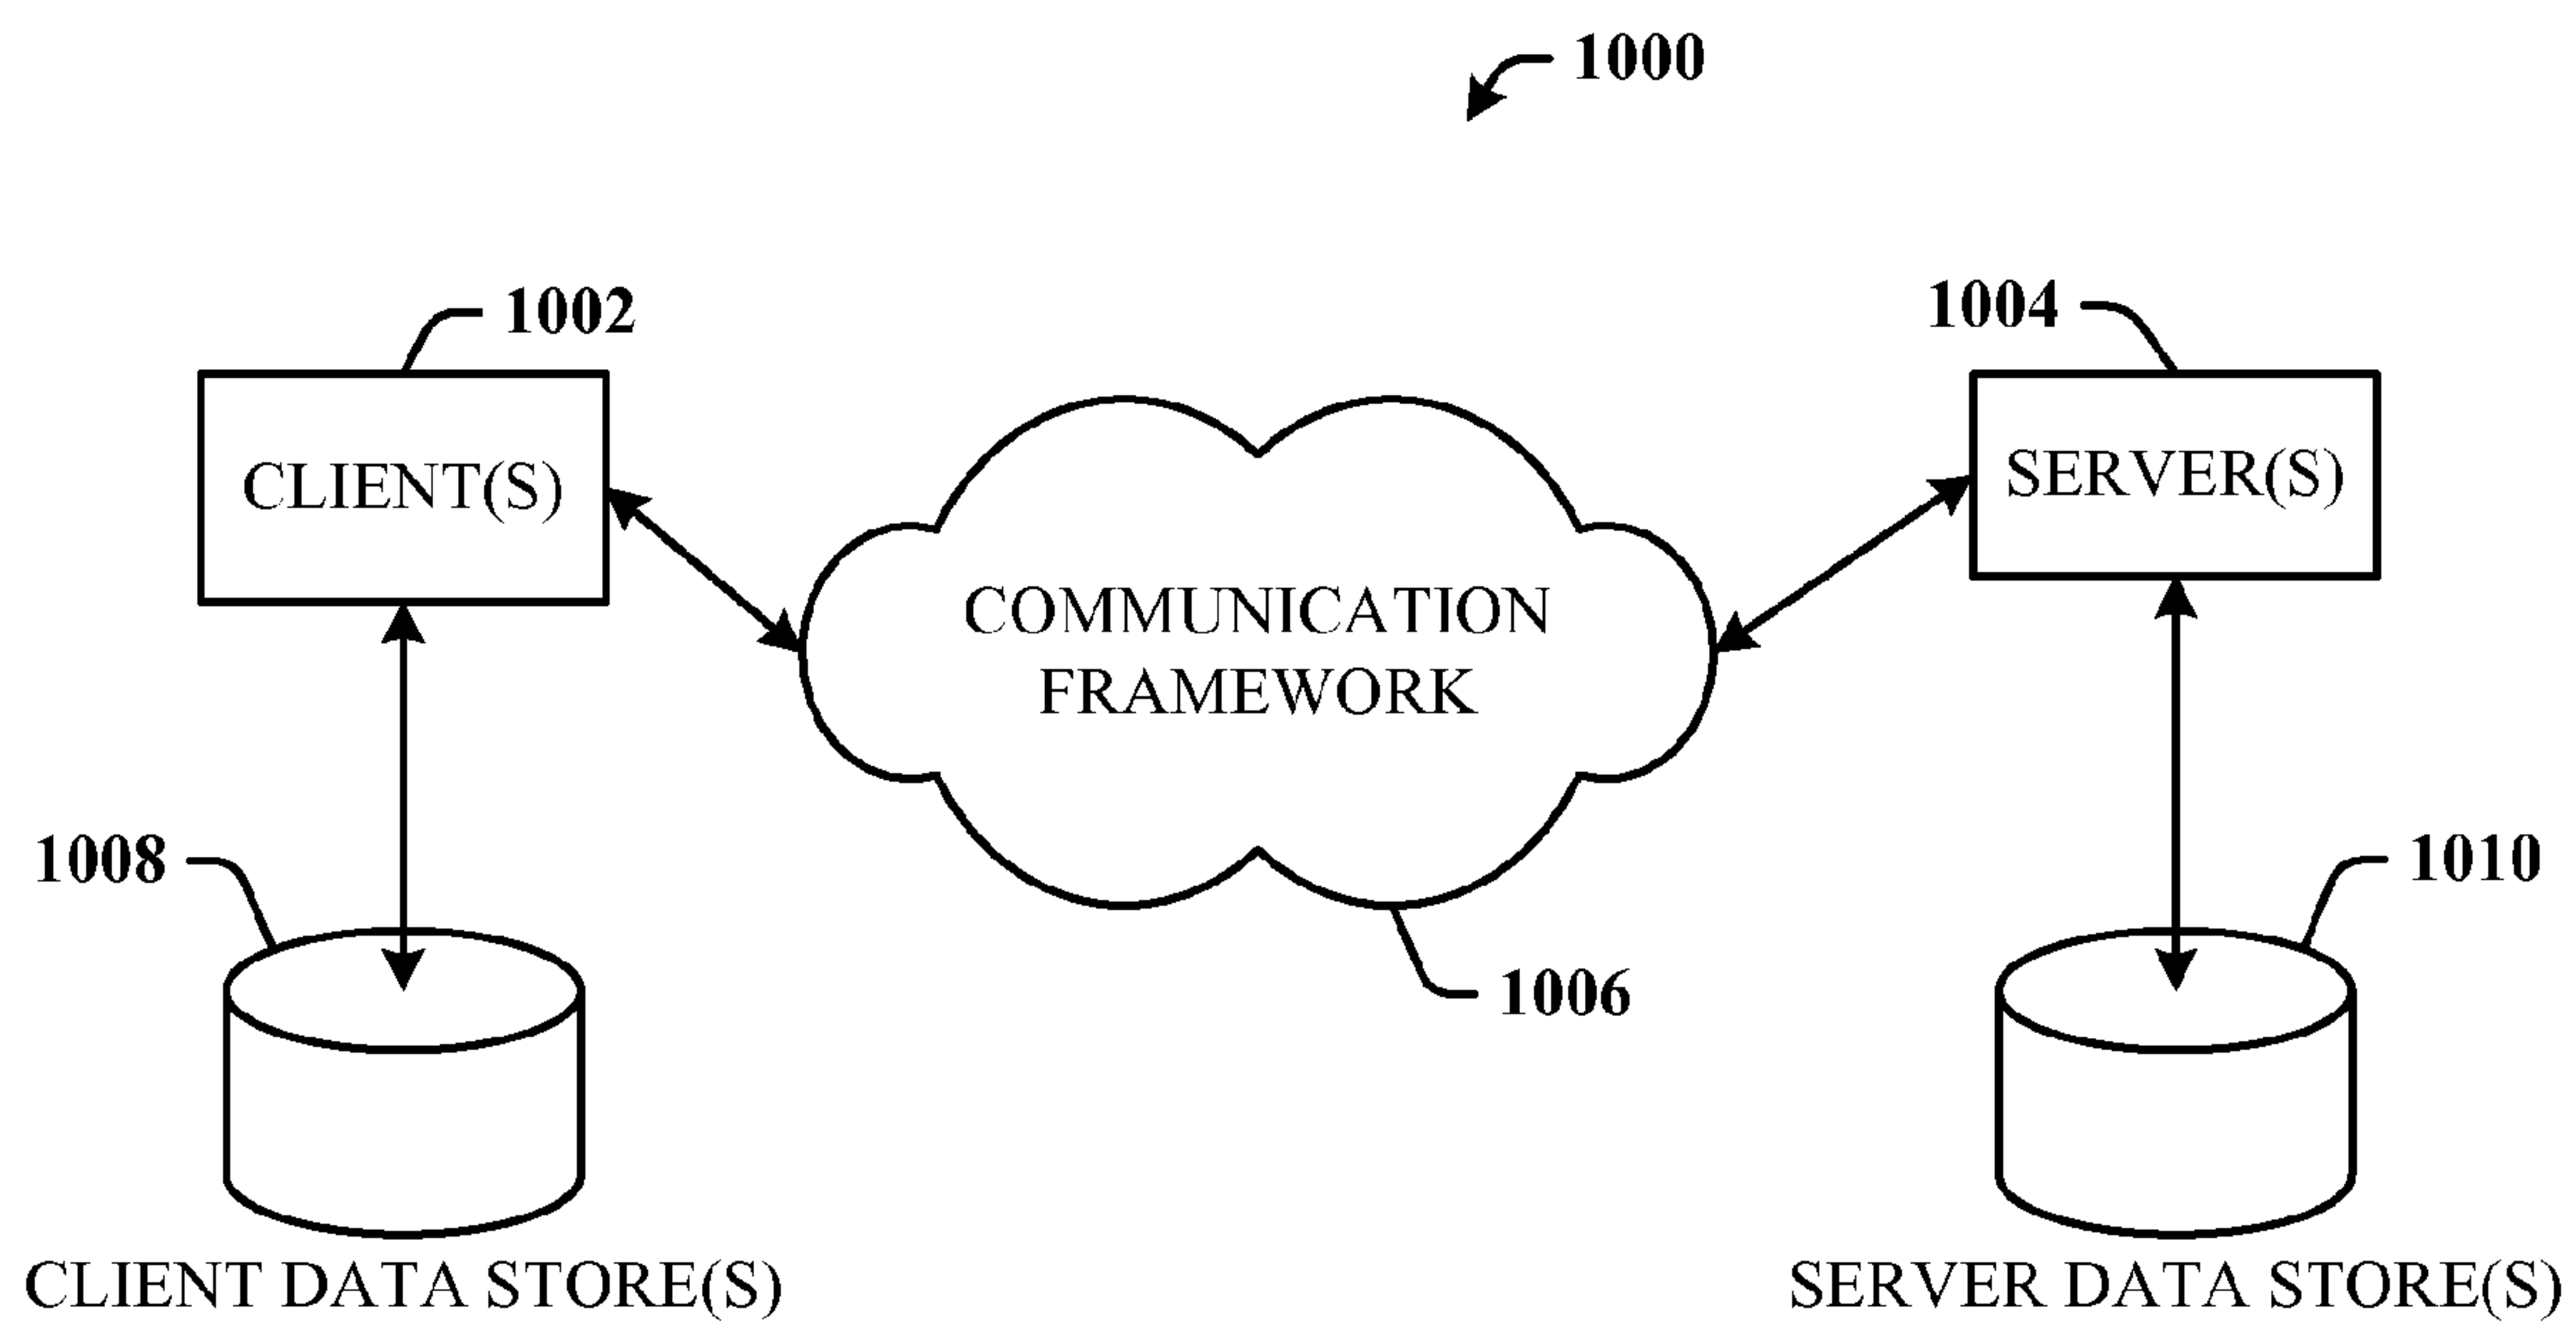 1000
1002
1004
CLIENT(S)
SERVER(S)
COMMUNICATION
FRAMEWORK
1008
1010
1006
CLIENT DATA STORE(S)
SERVER DATA STORE(S)